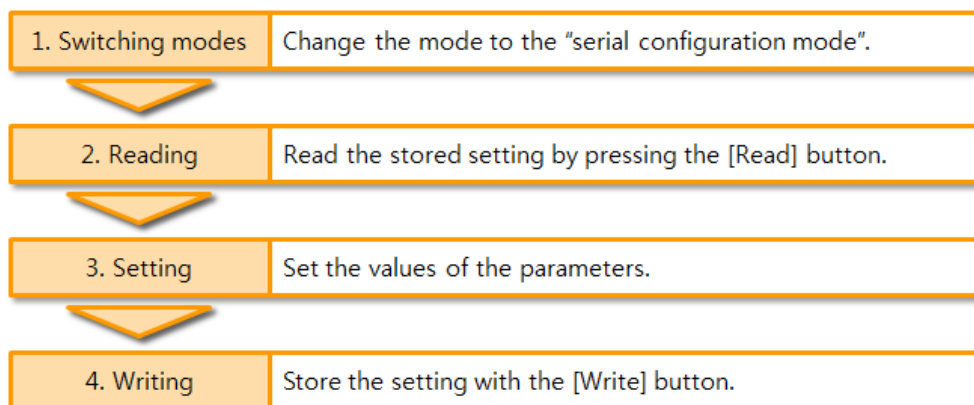 1. Switching modes Change the mode to the “serial configuration mode”.
2. Reading Read the stored setting by pressing the [Read] button.
3. Setting Set the values of the parameters.
4. Writing Store the setting with the [Write] button.